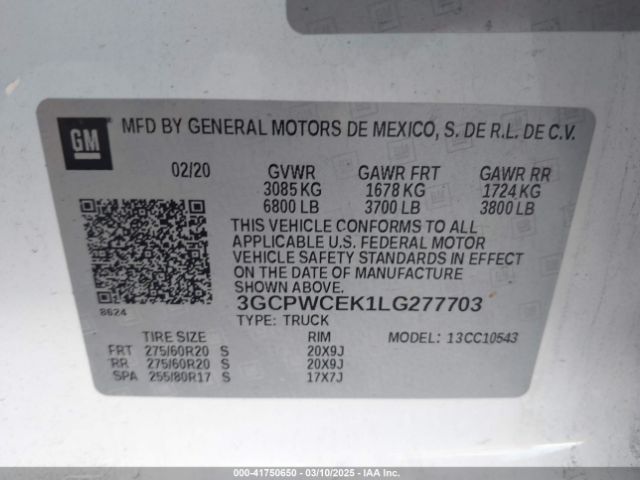 GM
MFD BY GENERAL MOTORS DE MEXICO, S. DE R.L. DE C.V.
02/20 GVWR GAWR FRT GAWR RR
3085 KG 1678 KG 1724 KG
6800 LB 3700 LB 3800 LB
THIS VEHICLE CONFORMS TO ALL
APPLICABLE U.S. FEDERAL MOTOR
VEHICLE SAFETY STANDARDS IN EFFECT
ON THE DATE OF MANUFACTURE
SHOWN ABOVE.
3GCPWCEK1LG277703
8624
TYPE: TRUCK
TIRE SIZE RIM MODEL: 13CC10543
FRT 275/60R20 S 20X9J
RR 275/60R20 S 20X9J
SPA 255/80R17 S 17X7J
000-41750650 - 03/10/2025 - IAA Inc.